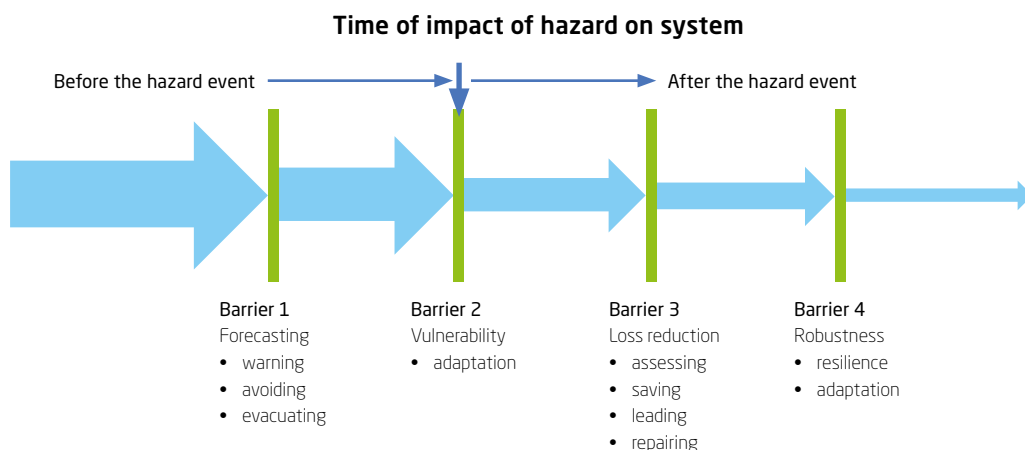 Time of impact of hazard on system
Before the hazard event
After the hazard event
Barrier 1
Forecasting
• warning
• avoiding
• evacuating
Barrier 2
Vulnerability
• adaptation
Barrier 3
Loss reduction
• assessing
• saving
• leading
• repairing
Barrier 4
Robustness
• resilience
• adaptation